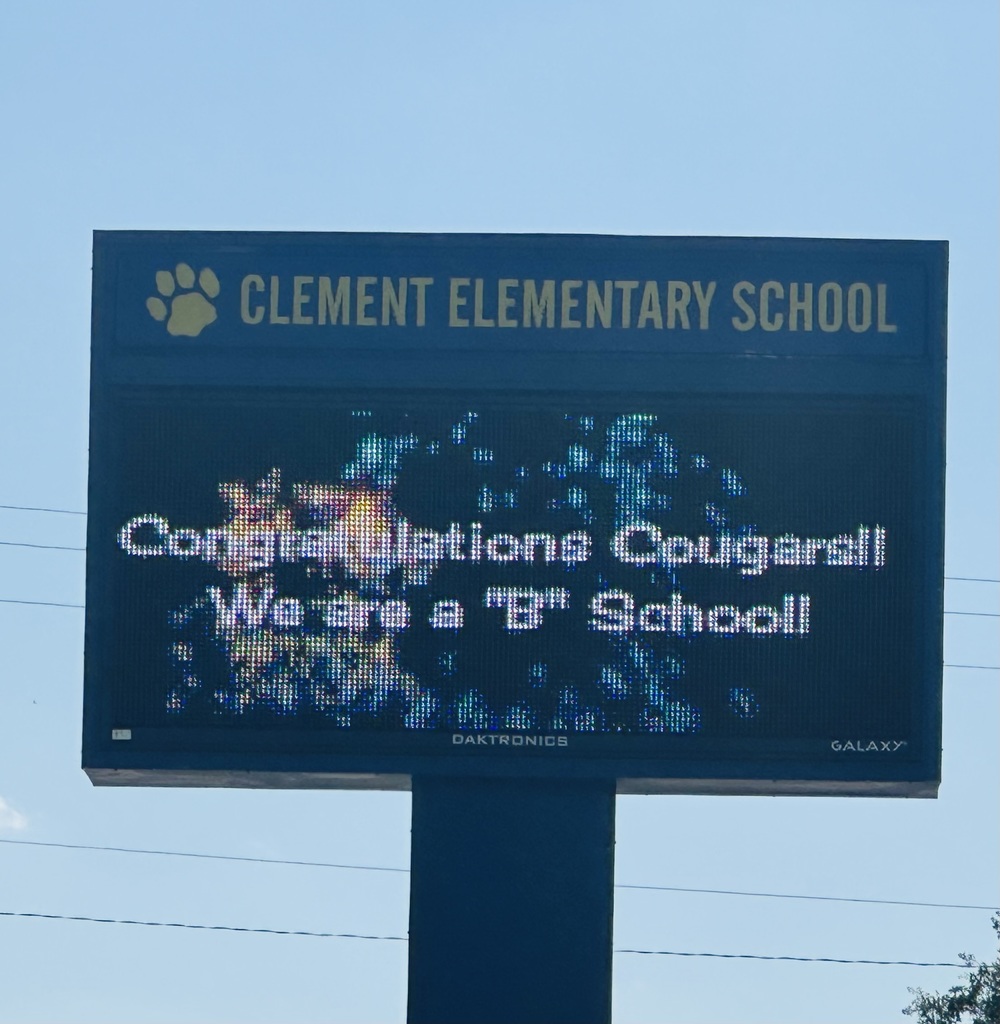 CLEMENT ELEMENTARY SCHOOL
Congratulations Cougars!!
We are a "B" School!!
DAKTRONICS
GALAXY